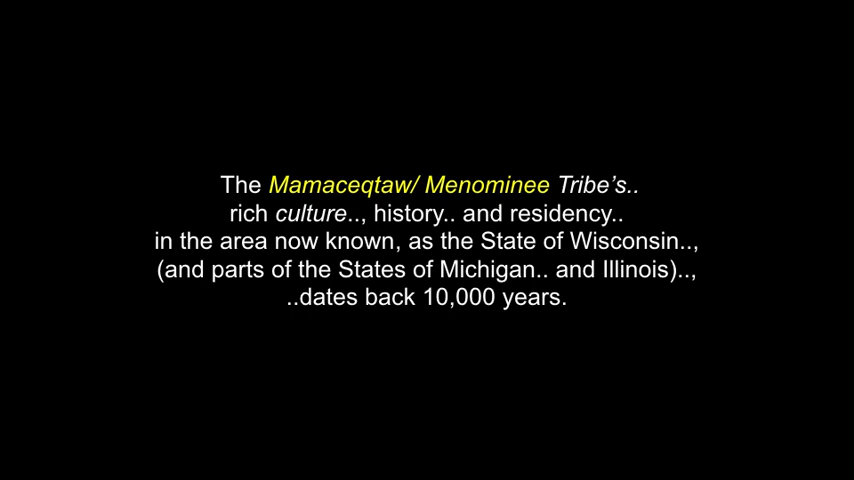 The Mamaceqtaw/ Menominee Tribe’s..
rich culture.., history.. and residency..
in the area now known, as the State of Wisconsin..,
(and parts of the States of Michigan.. and Illinois)..,
..dates back 10,000 years.